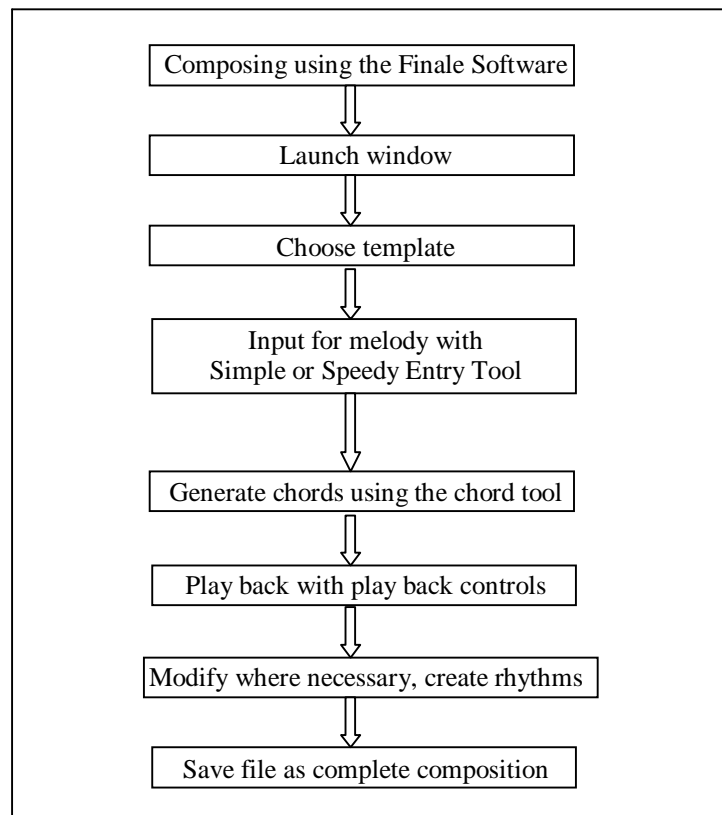 Composing using the Finale Software
Launch window
Choose template
Input for melody with
Simple or Speedy Entry Tool
Generate chords using the chord tool
Play back with play back controls
Modify where necessary, create rhythms
Save file as complete composition